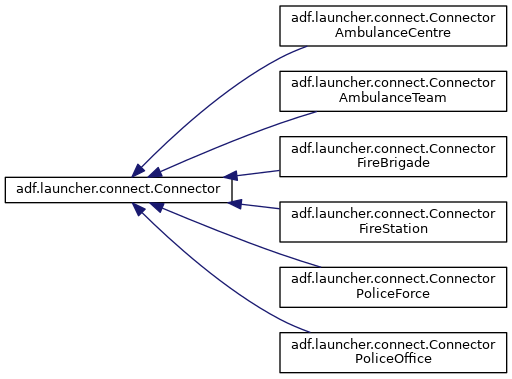 adf.launcher.connect.Connector
AmbulanceCentre
adf.launcher.connect.Connector
AmbulanceTeam
adf.launcher.connect.Connector
FireBrigade
adf.launcher.connect.Connector
adf.launcher.connect.Connector
FireStation
adf.launcher.connect.Connector
PoliceForce
adf.launcher.connect.Connector
PoliceOffice